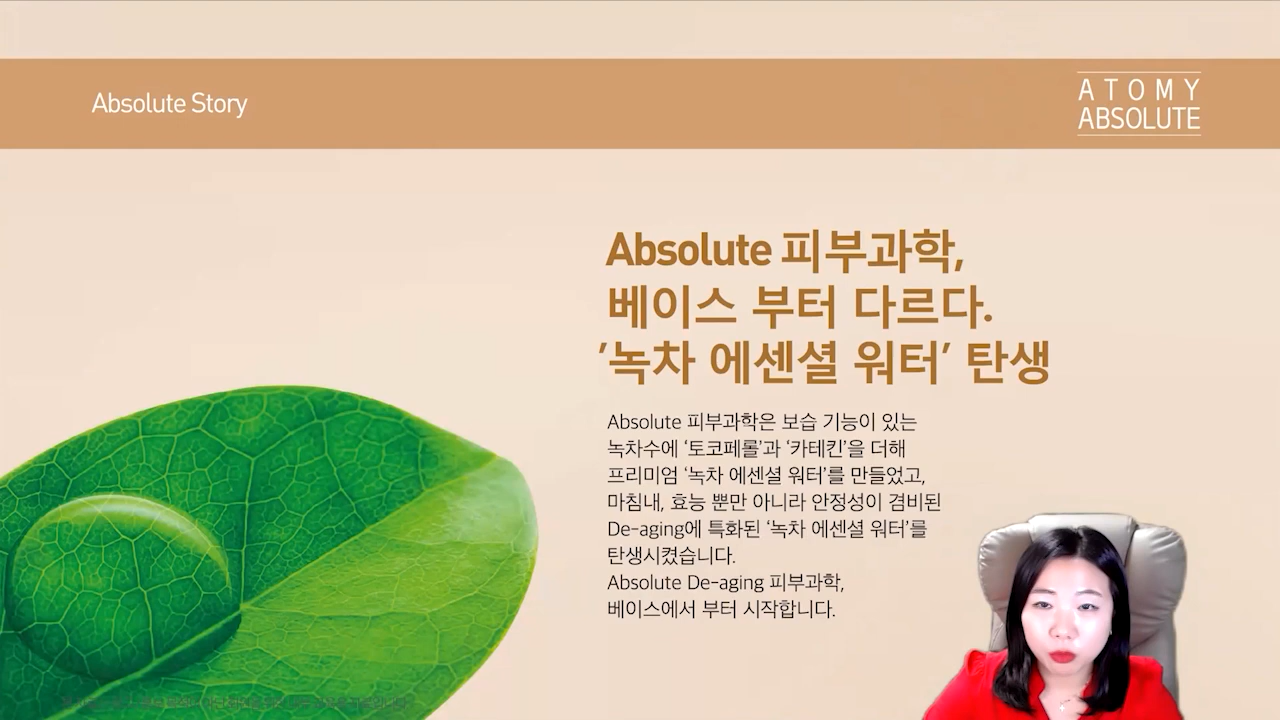 Absolute Story
ATOMY
ABSOLUTE
Absolute 피부과학,
베이스 부터 다르다.
'녹차 에센셜 워터' 탄생
Absolute 피부과학은 보습 기능이 있는
녹차수에 '토코페롤'과 '카테킨'을 더해
프리미엄 '녹차 에센셜 워터'를 만들었고,
마침내, 효능 뿐만 아니라 안정성이 겸비된
De-aging에 특화된 '녹차 에센셜 워터'를
탄생시켰습니다.
Absolute De-aging 피부과학,
베이스에서 부터 시작합니다.